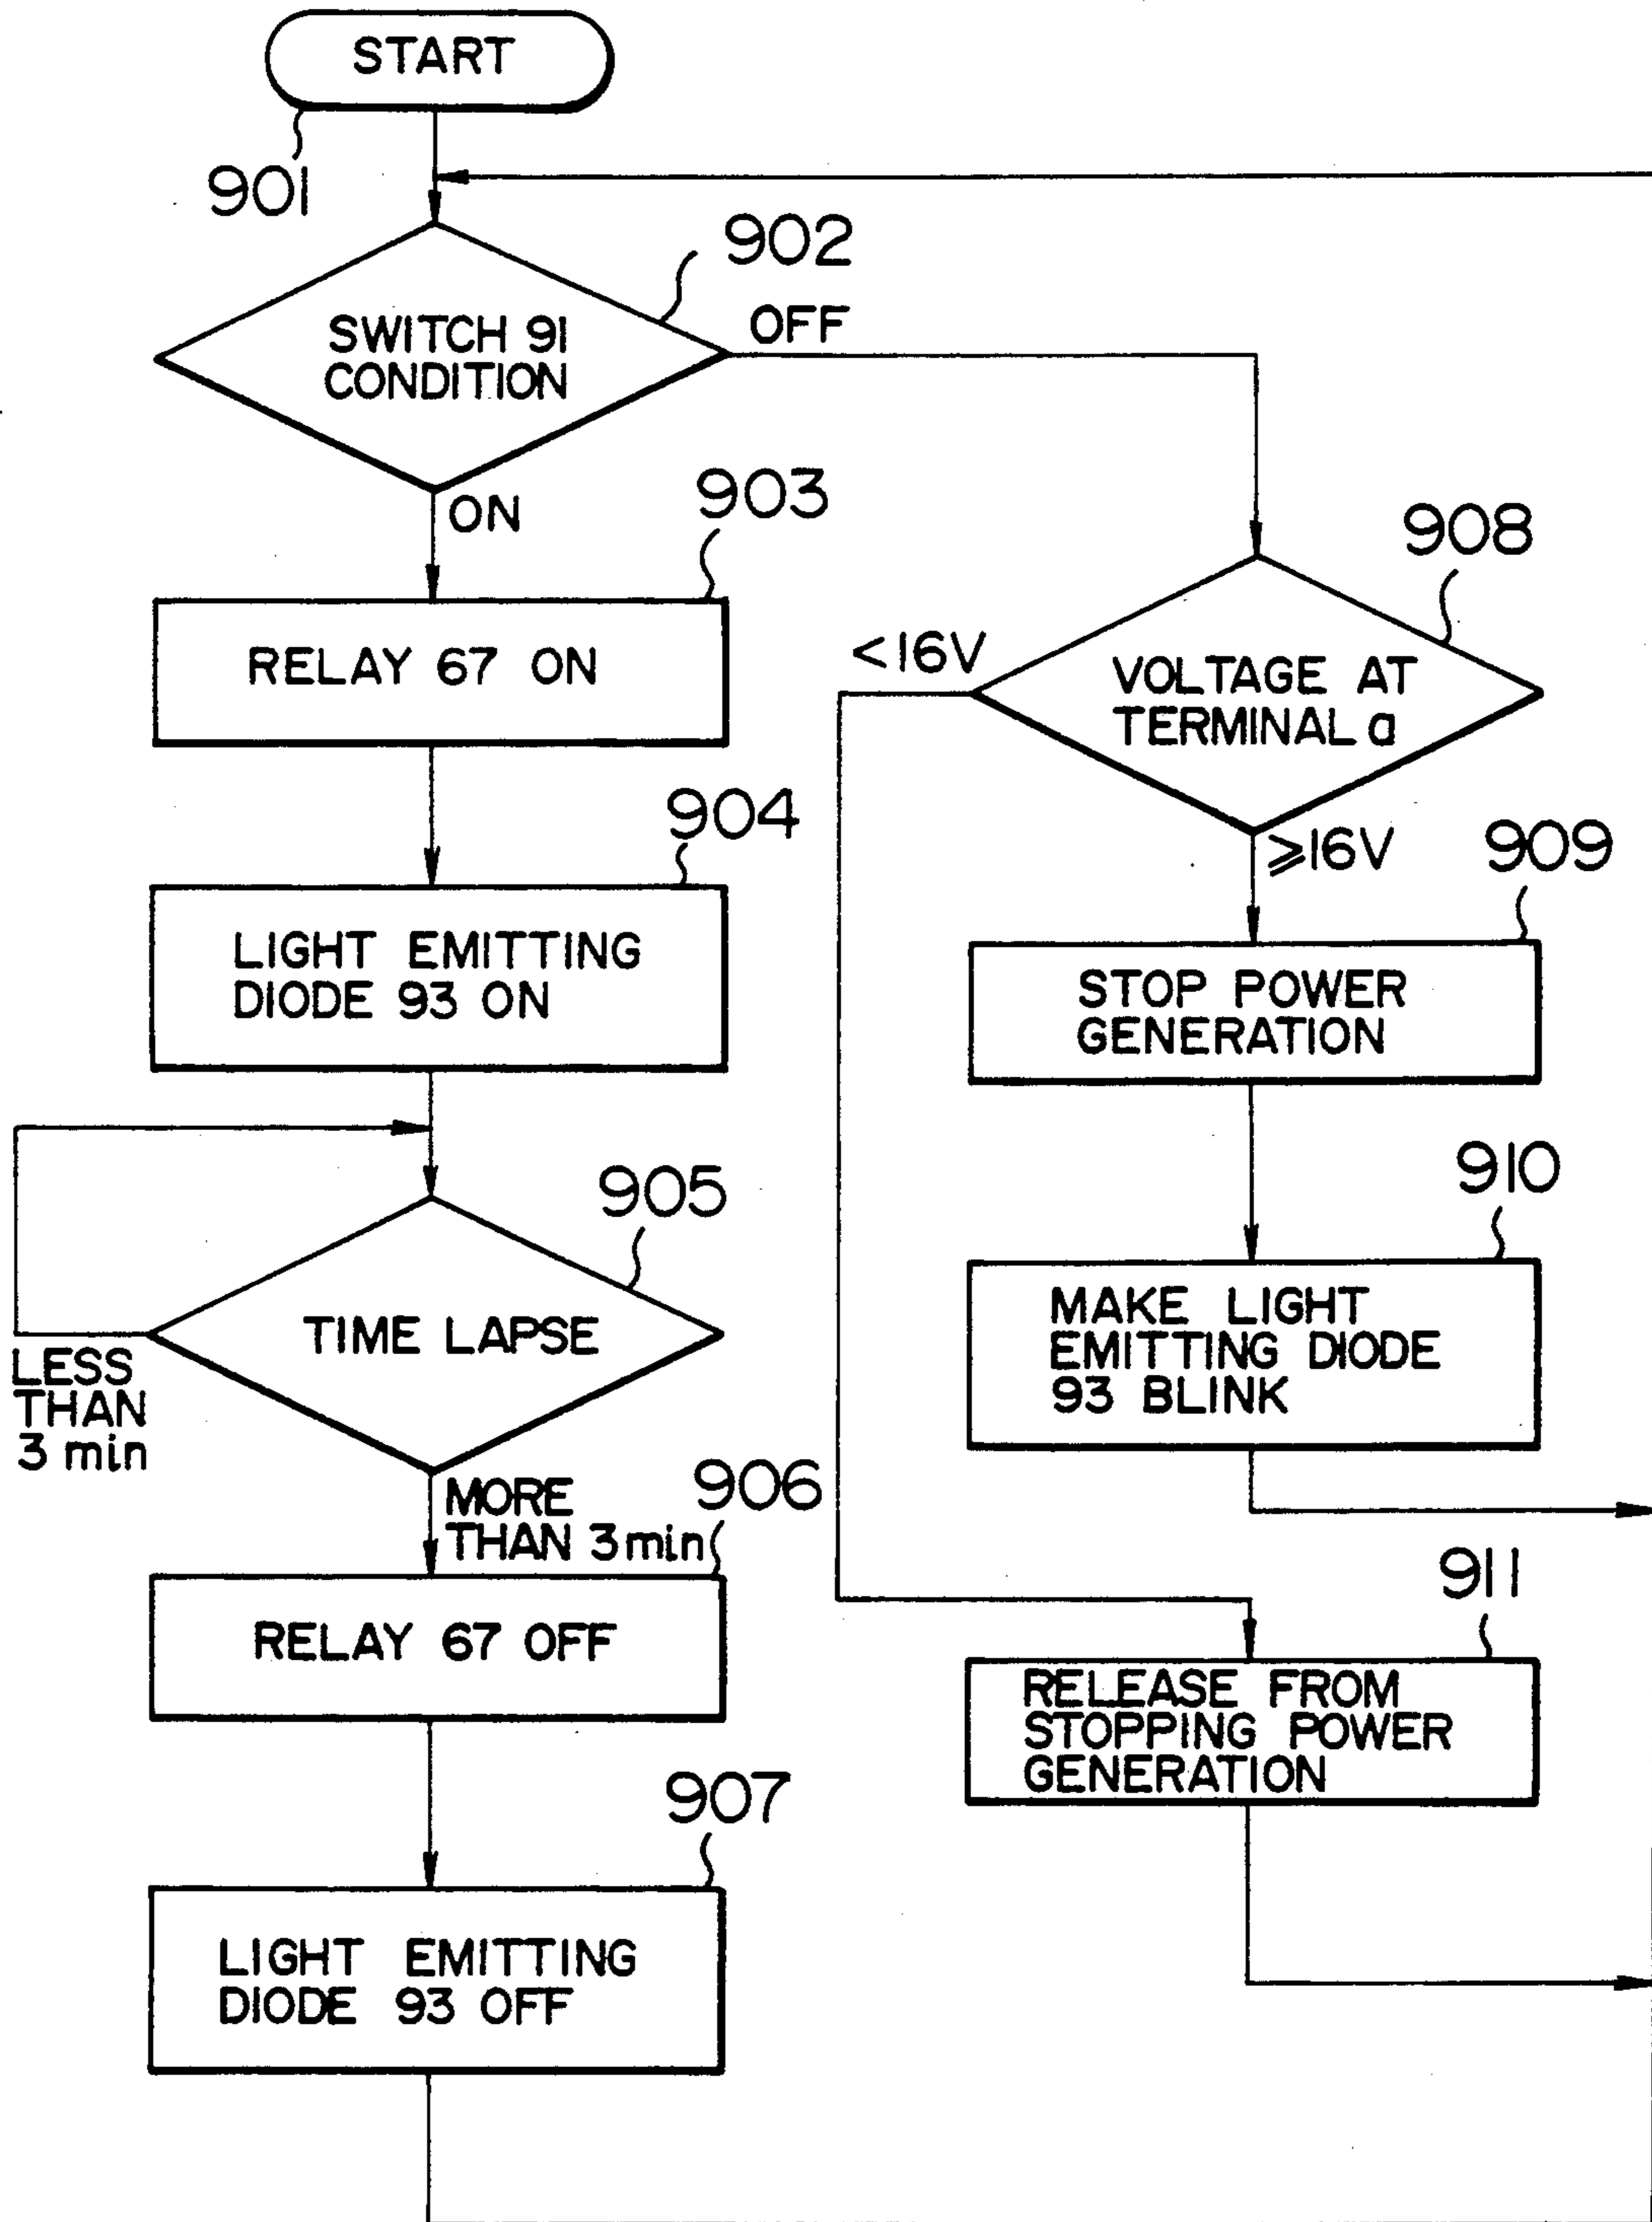 START
901
902
SWITCH 91
CONDITION
OFF
ON
903
RELAY 67 ON
904
LIGHT EMITTING
DIODE 93 ON
905
TIME LAPSE
LESS
THAN
3 min
MORE
THAN 3 min
906
RELAY 67 OFF
907
LIGHT EMITTING
DIODE 93 OFF
908
<16V
VOLTAGE AT
TERMINAL a
≥16V
909
STOP POWER
GENERATION
910
MAKE LIGHT
EMITTING DIODE
93 BLINK
911
RELEASE FROM
STOPPING POWER
GENERATION